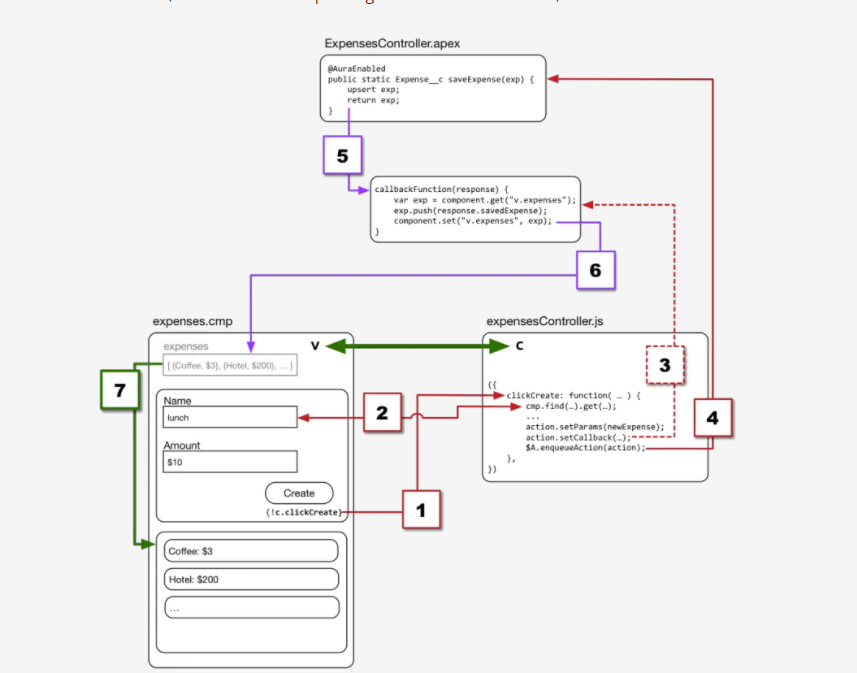 ExpensesController.apex
@AuraEnabled
public static Expense__c saveExpense(exp) {
upsert exp;
return exp;
}
5
callbackFunction(response) {
var exp = component.get("v.expenses");
exp.push(response.savedExpense);
component.set("v.expenses", exp);
}
6
expenses.cmp
expenses
V
[ {Coffee, $3}, {Hotel, $200}, ... ]
7
Name
lunch
2
Amount
$10
Create
{!c.clickCreate}
1
Coffee: $3
Hotel: $200
...
expensesController.js
C
3
({
clickCreate: function( … ) {
cmp.find(…).get(…);
...
action.setParams(newExpense);
action.setCallback(…);
$A.enqueueAction(action);
},
})
4